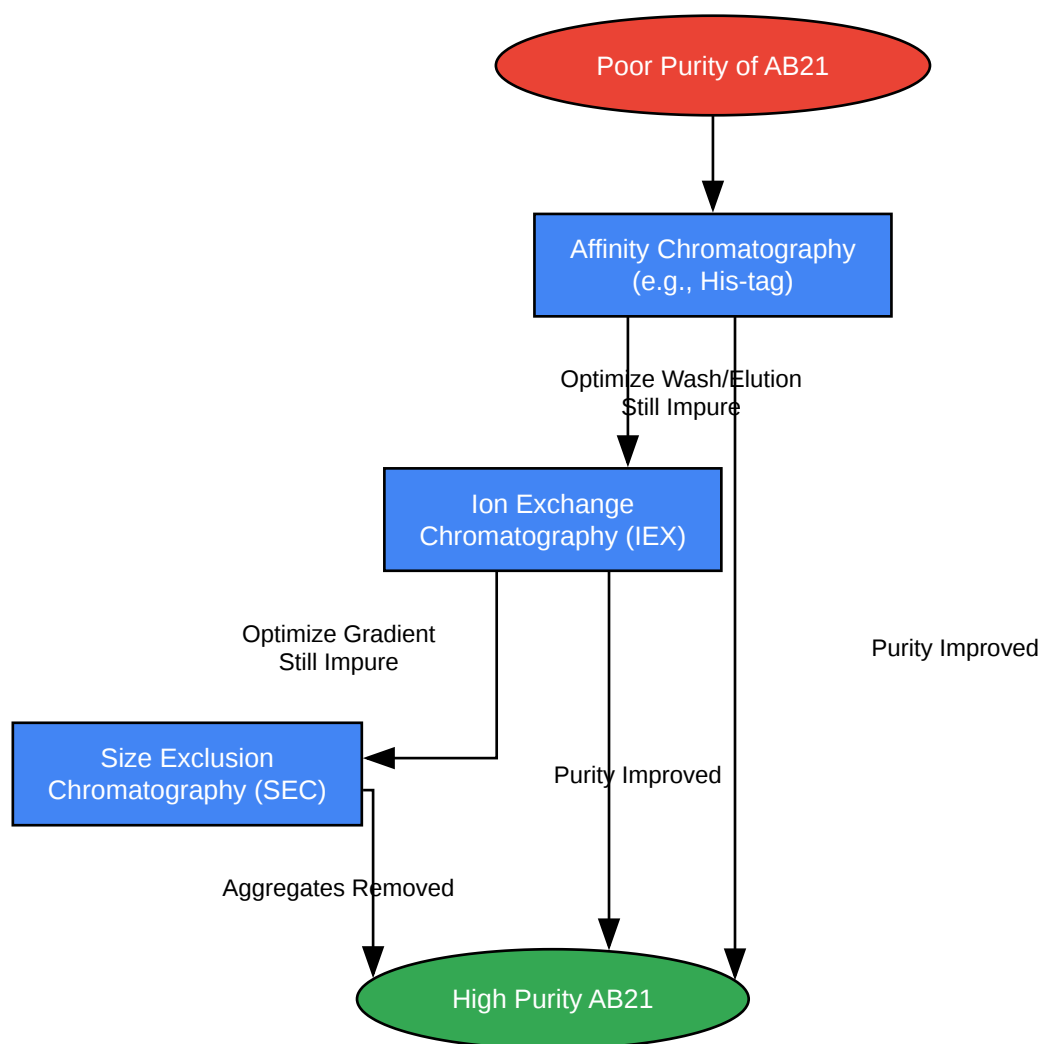 Poor Purity of AB21
Affinity Chromatography
(e.g., His-tag)
Optimize Wash/Elution
Still Impure
Ion Exchange
Chromatography (IEX)
Optimize Gradient
Still Impure
Purity Improved
Size Exclusion
Chromatography (SEC)
Purity Improved
Aggregates Removed
High Purity AB21